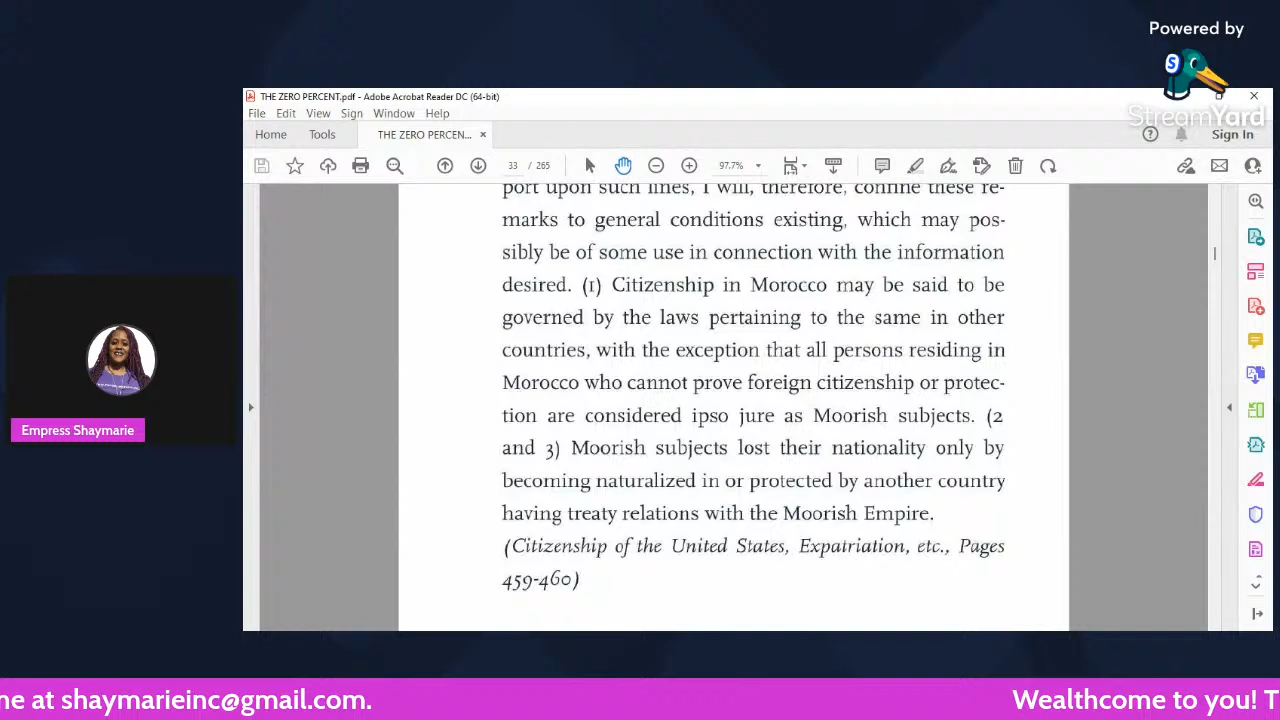 Powered by
StreamYard
THE ZERO PERCENT.pdf - Adobe Acrobat Reader DC (64-bit)
File Edit View Sign Window Help
Home Tools THE ZERO PERCEN... × Sign In
33 / 265 97.7%
port upon such lines, I will, therefore, confine these re-
marks to general conditions existing, which may pos-
sibly be of some use in connection with the information
desired. (1) Citizenship in Morocco may be said to be
governed by the laws pertaining to the same in other
countries, with the exception that all persons residing in
Morocco who cannot prove foreign citizenship or protec-
tion are considered ipso jure as Moorish subjects. (2
and 3) Moorish subjects lost their nationality only by
becoming naturalized in or protected by another country
having treaty relations with the Moorish Empire.
(Citizenship of the United States, Expatriation, etc., Pages
459-460)
Empress Shaymarie
ne at shaymarieinc@gmail.com. Wealthcome to you! T